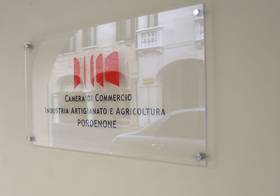 CAMERA DI COMMERCIO
INDUSTRIA ARTIGIANATO E AGRICOLTURA
PORDENONE